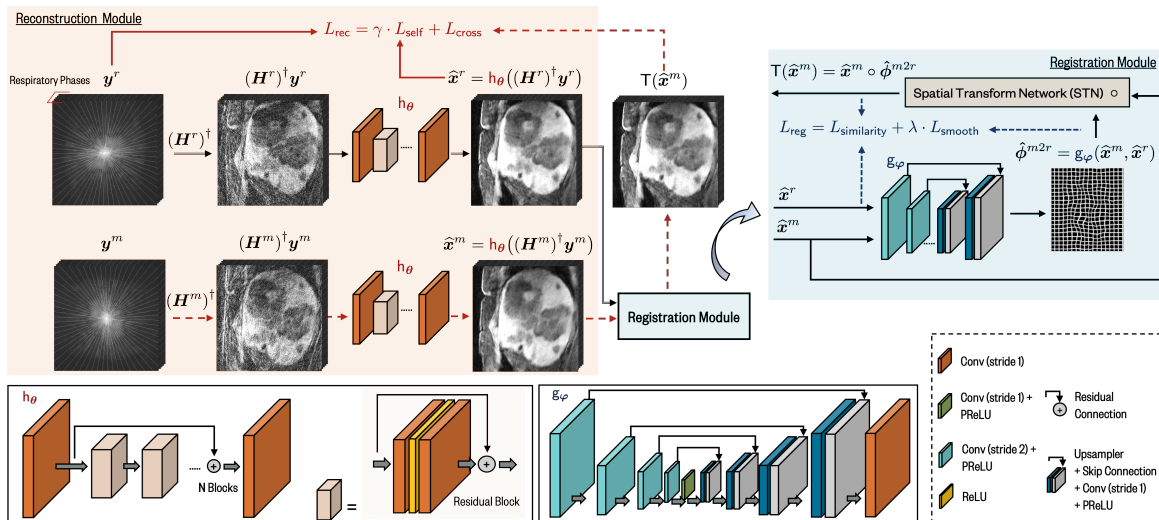 Reconstruction Module
L_rec = γ · L_self + L_cross
y^r
Respiratory Phases
(H^r)^† y^r
x̂^r = h_θ((H^r)^† y^r)
T(x̂^m)
h_θ
(H^r)^†
y^m
(H^m)^† y^m
x̂^m = h_θ((H^m)^† y^m)
h_θ
(H^m)^†
.....
.....
Registration Module
Registration Module
T(x̂^m) = x̂^m ∘ φ̂^{m2r}
Spatial Transform Network (STN) ∘
L_reg = L_similarity + λ · L_smooth
φ̂^{m2r} = g_φ(x̂^m, x̂^r)
g_φ
x̂^r
x̂^m
.....
h_θ
.....
+
N Blocks
=
+
Residual Block
g_φ
Conv (stride 1)
Conv (stride 1) +
PReLU
Residual
Connection
+
Conv (stride 2) +
PReLU
Upsampler
+ Skip Connection
+ Conv (stride 1)
+ PReLU
ReLU